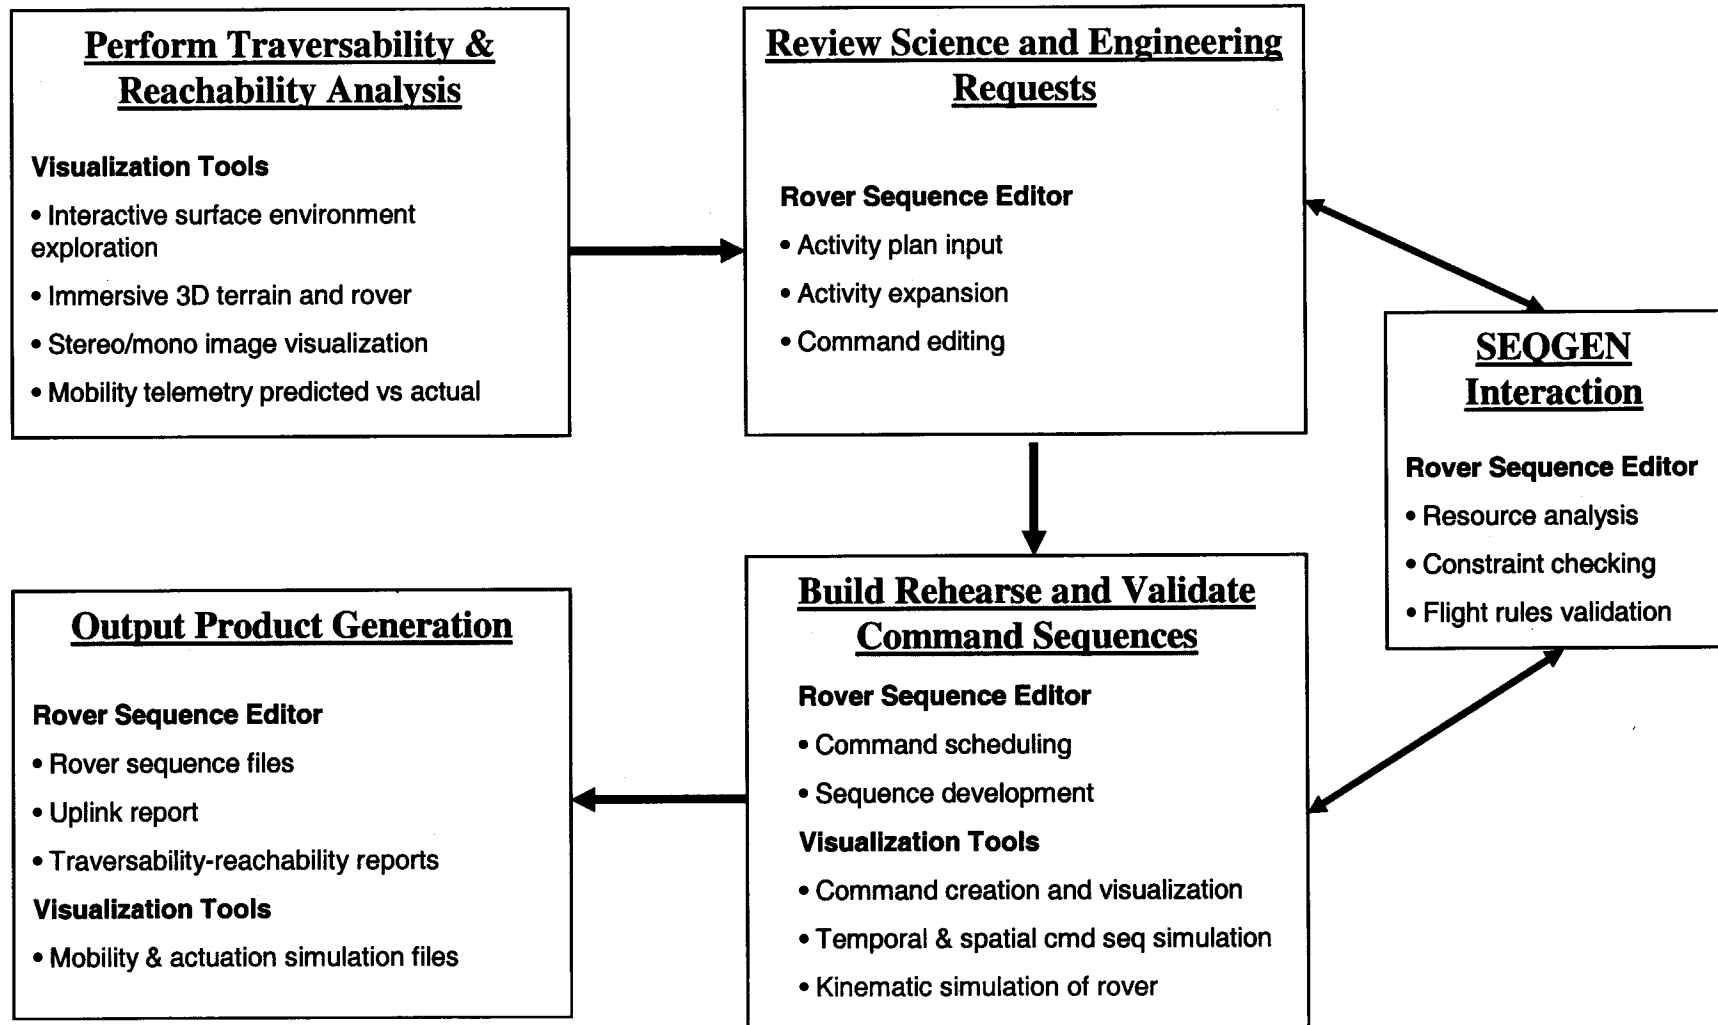 Perform Traversability &
Reachability Analysis
Visualization Tools
• Interactive surface environment
exploration
• Immersive 3D terrain and rover
• Stereo/mono image visualization
• Mobility telemetry predicted vs actual
Review Science and Engineering
Requests
Rover Sequence Editor
• Activity plan input
• Activity expansion
• Command editing
SEQGEN
Interaction
Rover Sequence Editor
• Resource analysis
• Constraint checking
• Flight rules validation
Build Rehearse and Validate
Command Sequences
Rover Sequence Editor
• Command scheduling
• Sequence development
Visualization Tools
• Command creation and visualization
• Temporal & spatial cmd seq simulation
• Kinematic simulation of rover
Output Product Generation
Rover Sequence Editor
• Rover sequence files
• Uplink report
• Traversability-reachability reports
Visualization Tools
• Mobility & actuation simulation files